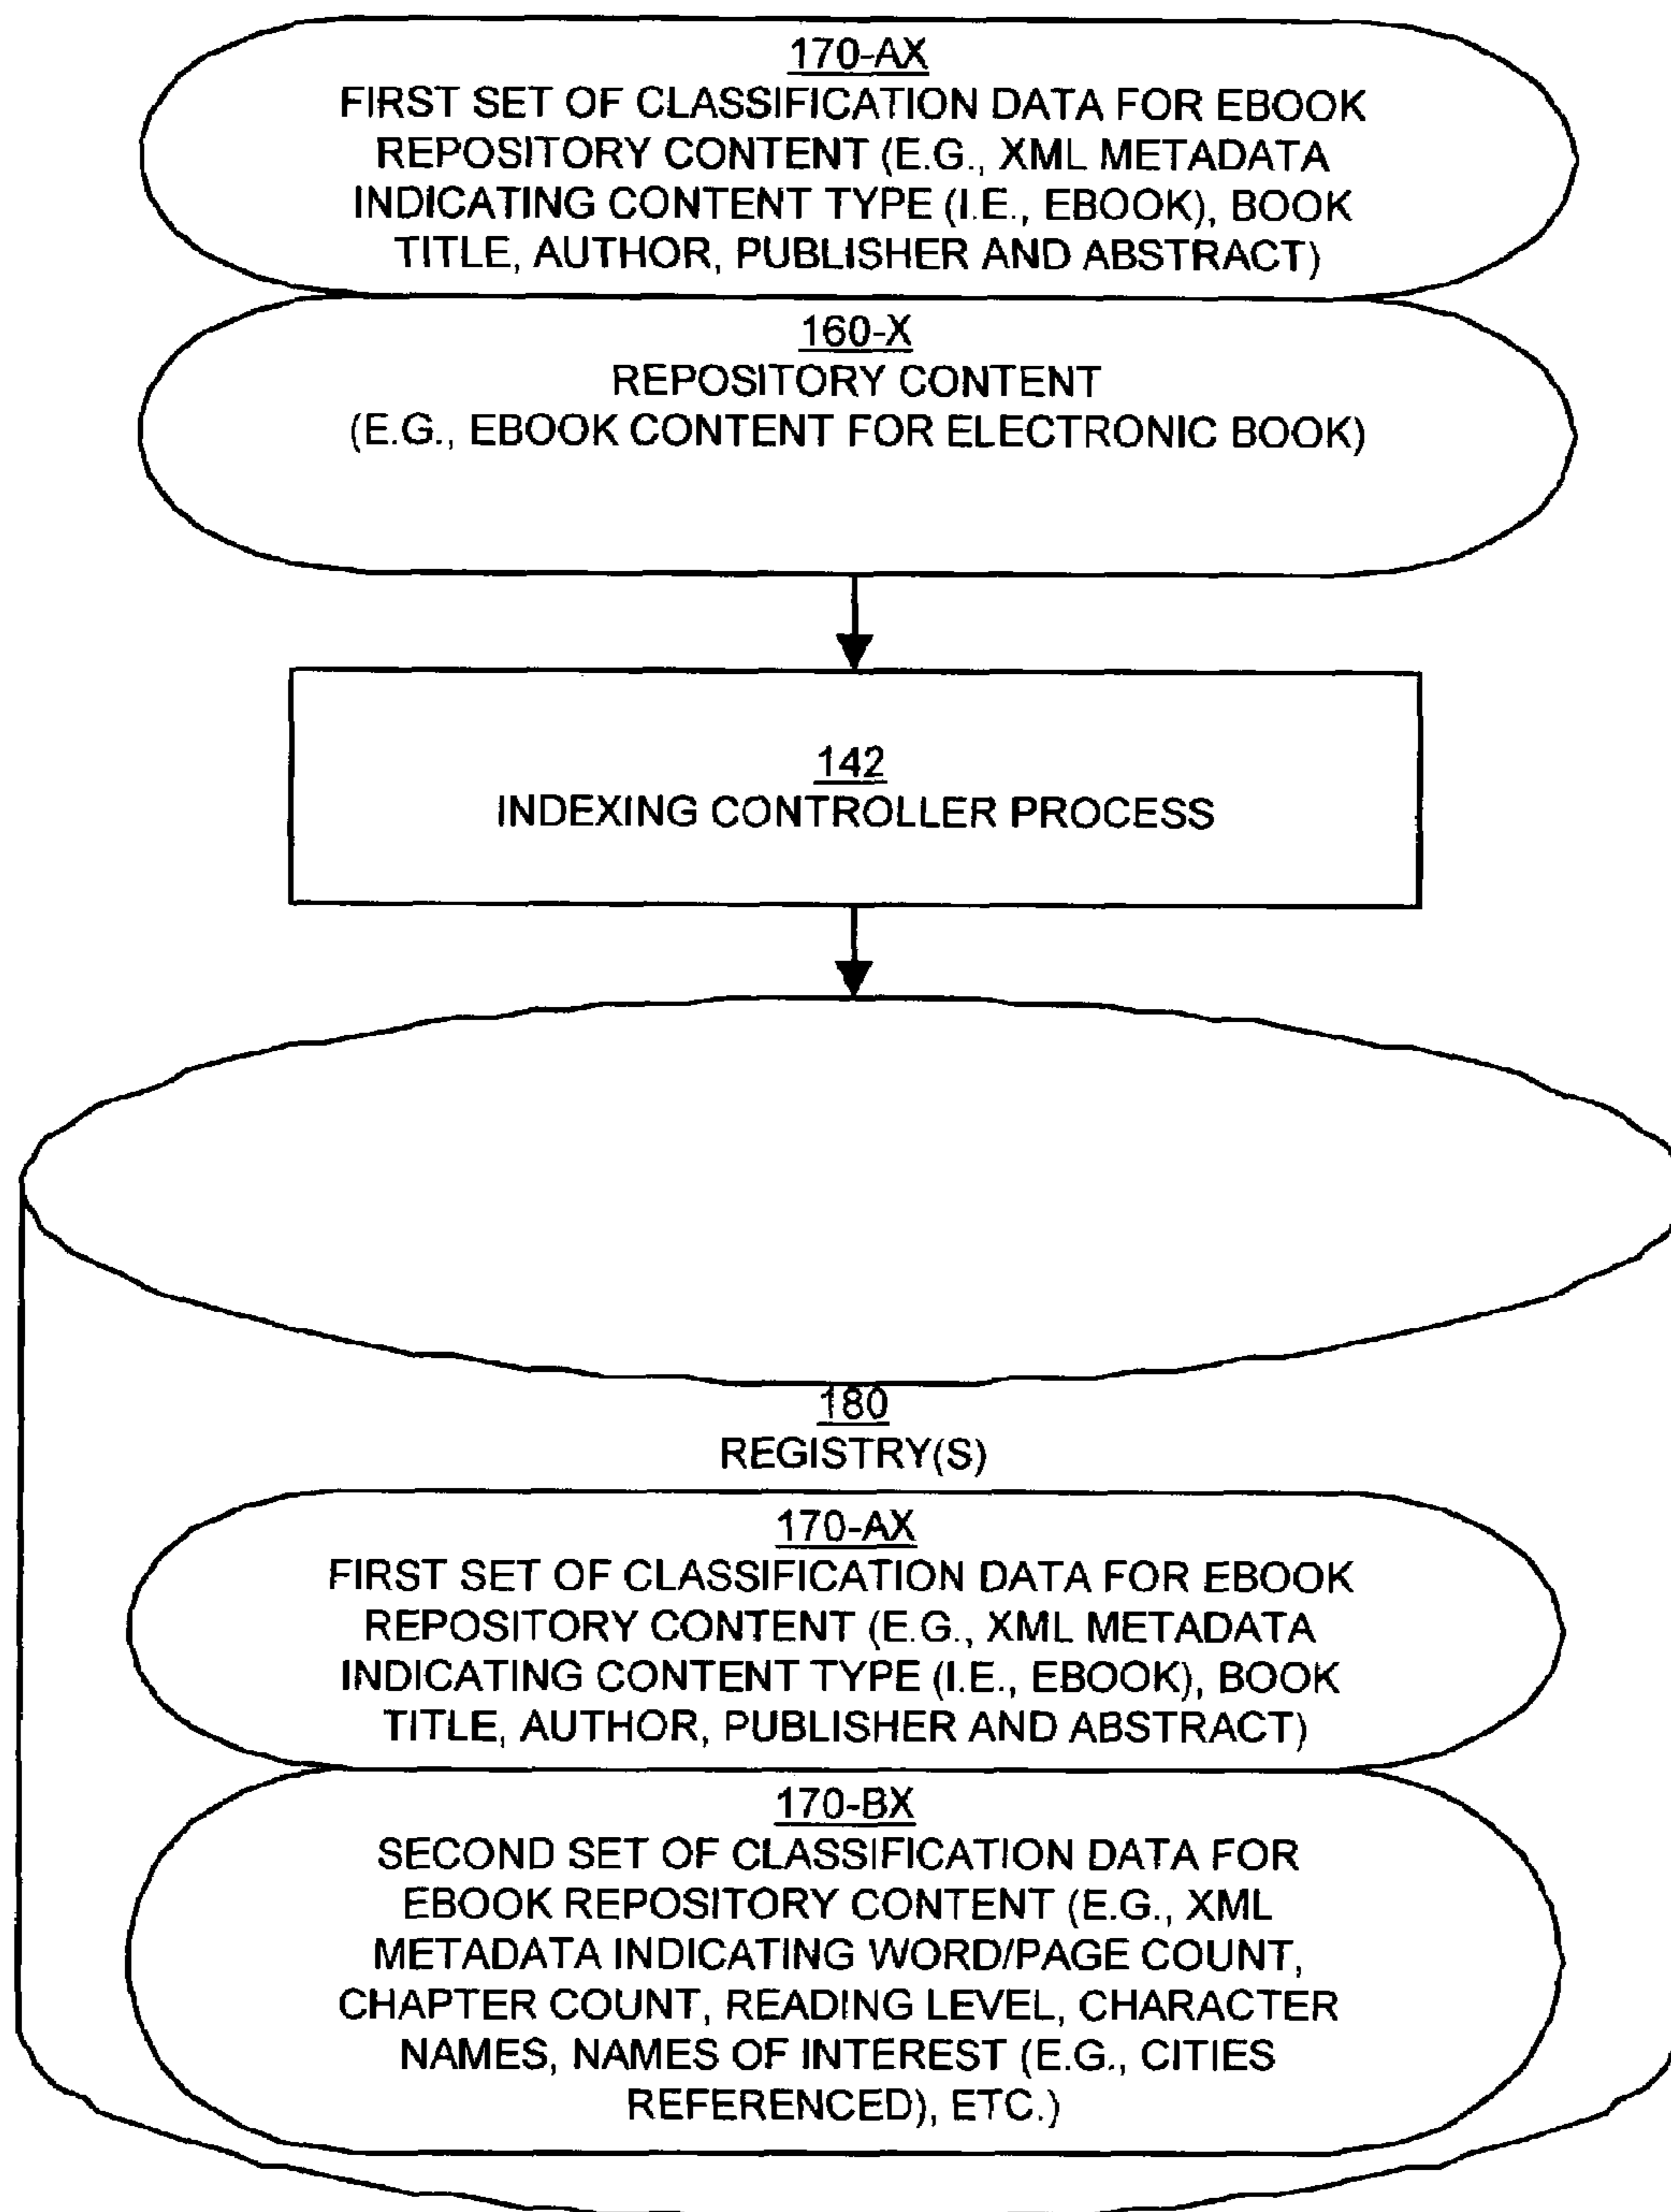 170-AX
FIRST SET OF CLASSIFICATION DATA FOR EBOOK
REPOSITORY CONTENT (E.G., XML METADATA
INDICATING CONTENT TYPE (I.E., EBOOK), BOOK
TITLE, AUTHOR, PUBLISHER AND ABSTRACT)
160-X
REPOSITORY CONTENT
(E.G., EBOOK CONTENT FOR ELECTRONIC BOOK)
142
INDEXING CONTROLLER PROCESS
180
REGISTRY(S)
170-AX
FIRST SET OF CLASSIFICATION DATA FOR EBOOK
REPOSITORY CONTENT (E.G., XML METADATA
INDICATING CONTENT TYPE (I.E., EBOOK), BOOK
TITLE, AUTHOR, PUBLISHER AND ABSTRACT)
170-BX
SECOND SET OF CLASSIFICATION DATA FOR
EBOOK REPOSITORY CONTENT (E.G., XML
METADATA INDICATING WORD/PAGE COUNT,
CHAPTER COUNT, READING LEVEL, CHARACTER
NAMES, NAMES OF INTEREST (E.G., CITIES
REFERENCED), ETC.)